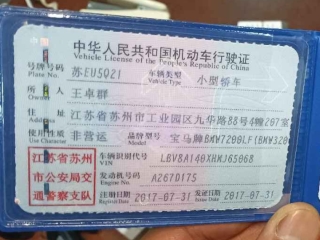 中华人民共和国机动车行驶证
Vehicle License of the People's Republic of China
号牌号码 苏EU5Q21 车辆类型 小型轿车
Plate No. Vehicle Type
所有人 王卓群
Owner
住址 江苏省苏州市工业园区九华路88号4幢207室
Address
使用性质 非营运 品牌型号 宝马牌BMW7200LF(BMW320
Use Character Model
江苏省苏州
市公安局交
通警察支队
车辆识别代号 LBV8A140XHMJ65068
VIN
发动机号码 A267D175
Engine No.
注册日期 2017-07-31 发证日期 2017-07-31
Register Date Issue Date